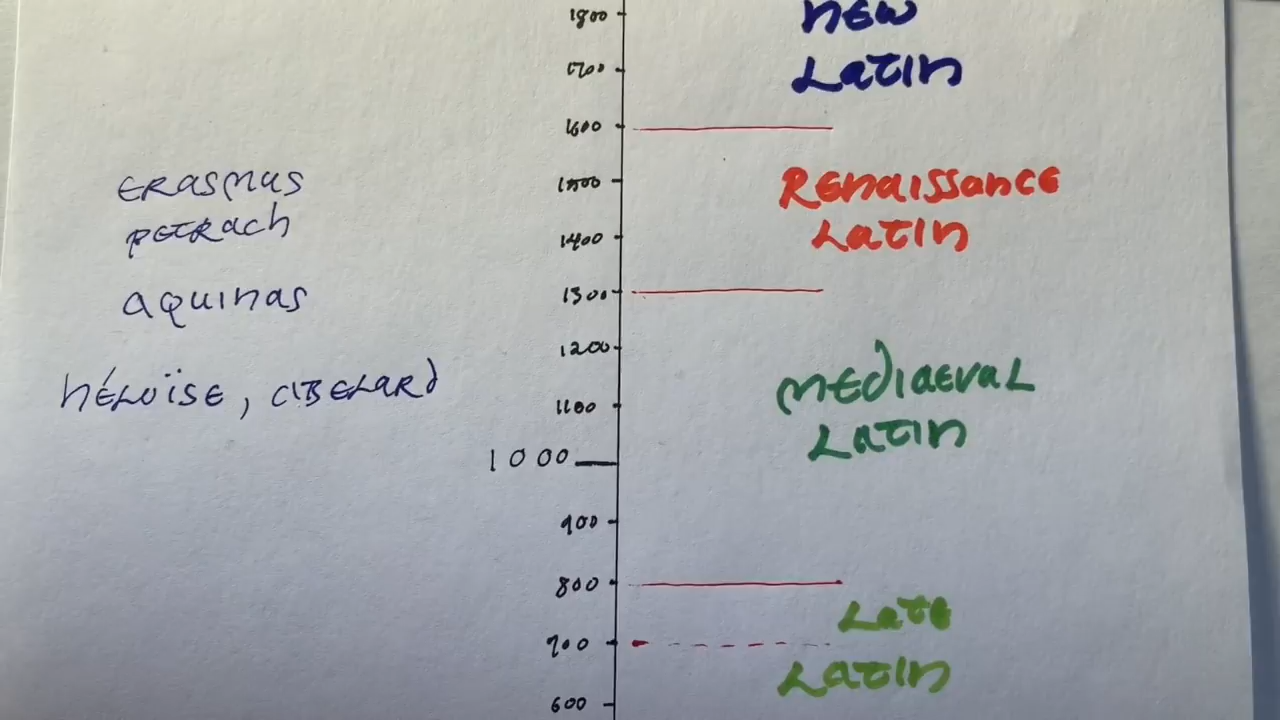 1800
NEW
1700
LATIN
1600
ERASMUS
1500
RENAISSANCE
PETRACH
1400
LATIN
AQUINAS
1300
1200
HÉLOÏSE, ABELARD
MEDIAEVAL
1100
LATIN
1000
900
800
LATE
700
LATIN
600